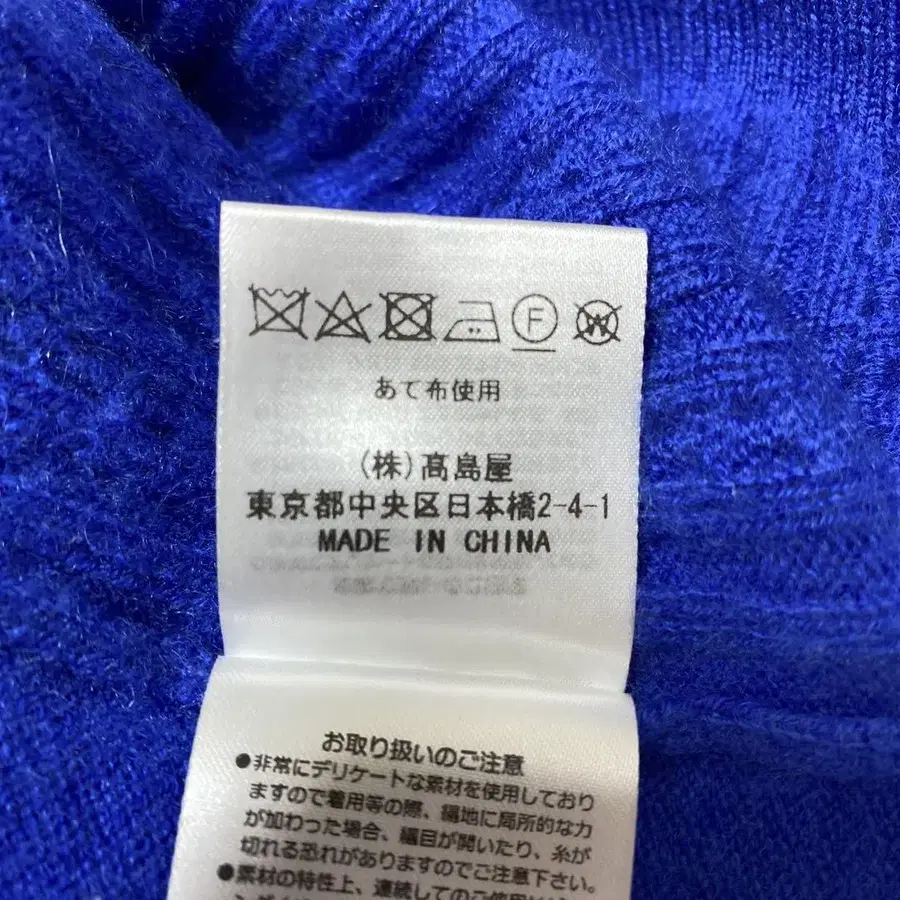 F W
あて布使用
(株)髙島屋
東京都中央区日本橋2-4-1
MADE IN CHINA
お取り扱いのご注意
●非常にデリケートな素材を使用しており
ますので着用等の際、編地に局所的な力
が加わった場合、編目が開いたり、糸が
切れる恐れがありますのでご注意下さい。
●素材の特性上、連続してのご使用は